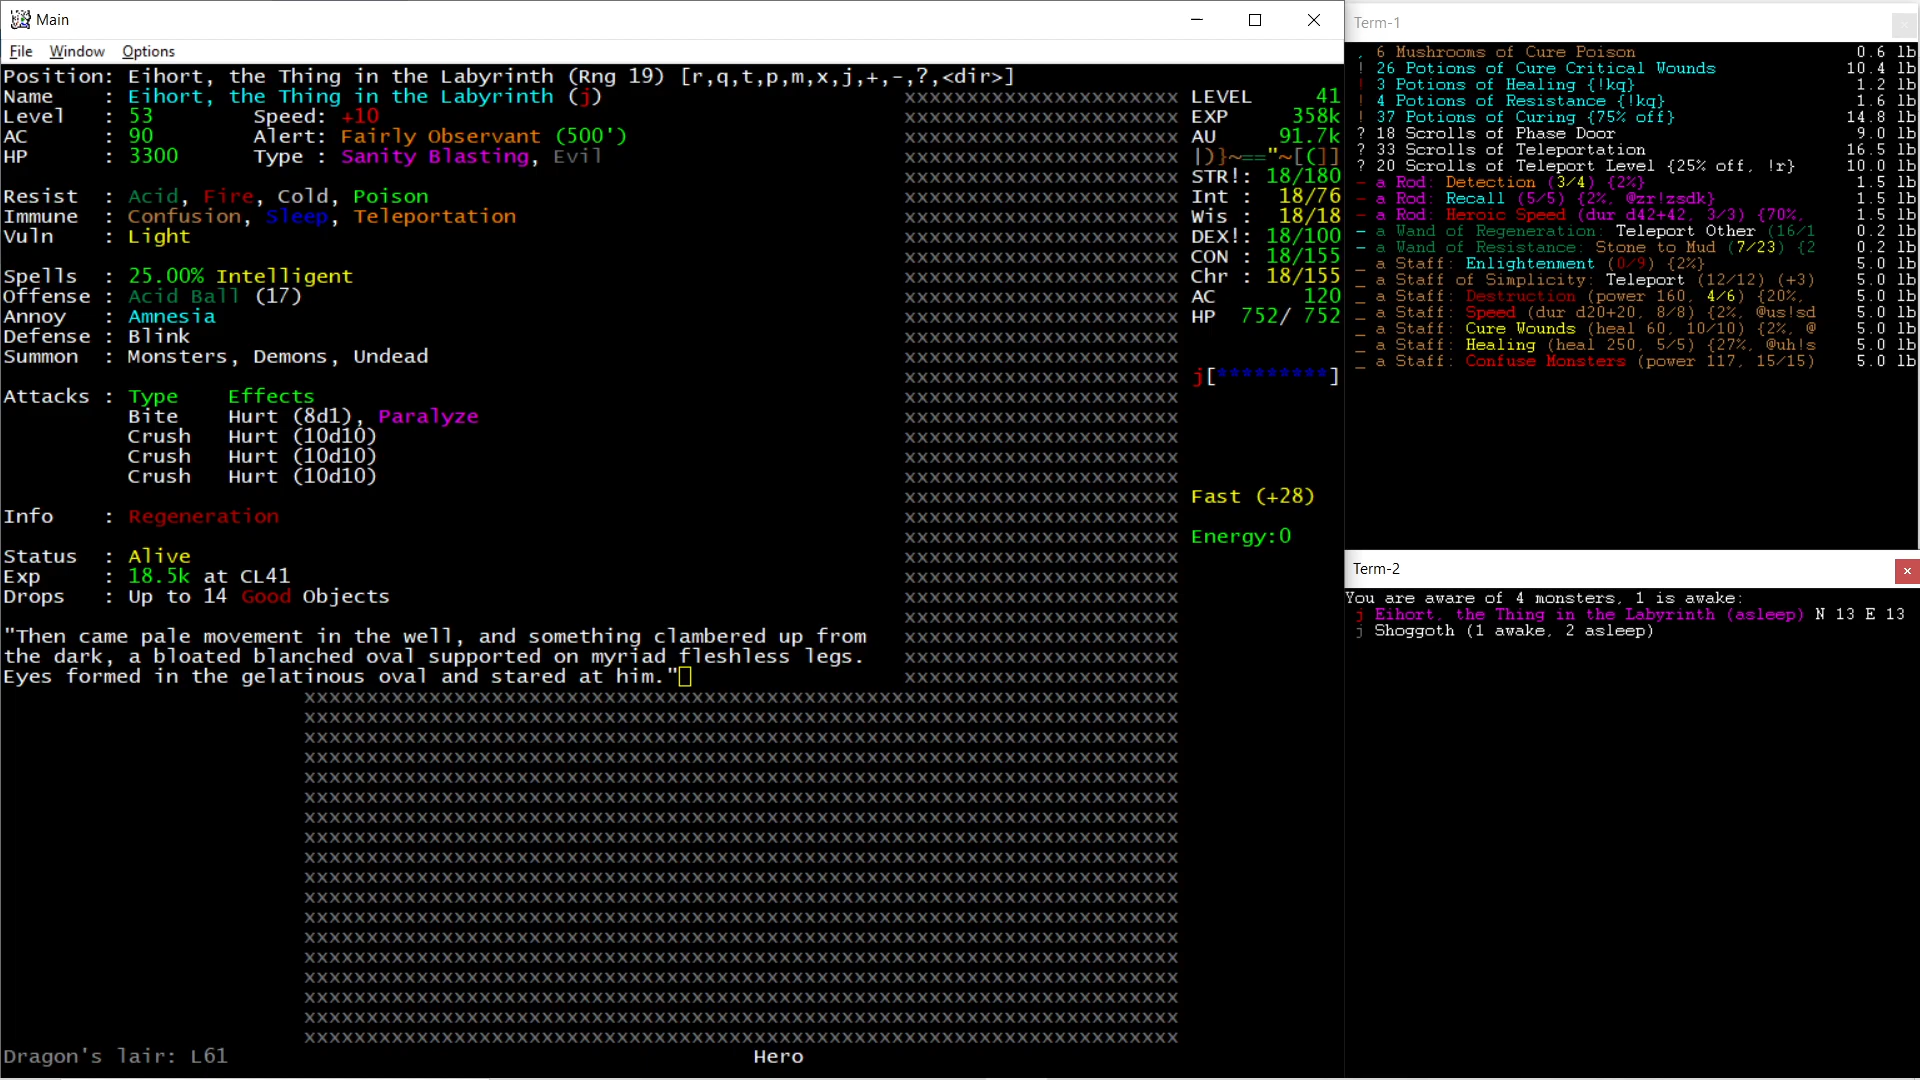 Main
File Window Options
Position: Eihort, the Thing in the Labyrinth (Rng 19) [r,q,t,p,m,x,j,+,-,?,<dir>]
Name : Eihort, the Thing in the Labyrinth (j)
Level : 53 Speed: +10
AC : 90 Alert: Fairly Observant (500')
HP : 3300 Type : Sanity Blasting, Evil
Resist : Acid, Fire, Cold, Poison
Immune : Confusion, Sleep, Teleportation
Vuln : Light
Spells : 25.00% Intelligent
Offense : Acid Ball (17)
Annoy : Amnesia
Defense : Blink
Summon : Monsters, Demons, Undead
Attacks : Type Effects
Bite Hurt (8d1), Paralyze
Crush Hurt (10d10)
Crush Hurt (10d10)
Crush Hurt (10d10)
Info : Regeneration
Status : Alive
Exp : 18.5k at CL41
Drops : Up to 14 Good Objects
"Then came pale movement in the well, and something clambered up from
the dark, a bloated blanched oval supported on myriad fleshless legs.
Eyes formed in the gelatinous oval and stared at him."
Dragon's lair: L61 Hero
LEVEL 41
EXP 358k
AU 91.7k
|)}~=="~[(]]
STR!: 18/180
Int : 18/76
Wis : 18/18
DEX!: 18/100
CON : 18/155
Chr : 18/155
AC 120
HP 752/ 752
j[*********]
Fast (+28)
Energy:0
Term-1
, 6 Mushrooms of Cure Poison 0.6 lb
! 26 Potions of Cure Critical Wounds 10.4 lb
! 3 Potions of Healing {!kq} 1.2 lb
! 4 Potions of Resistance {!kq} 1.6 lb
! 37 Potions of Curing {75% off} 14.8 lb
? 18 Scrolls of Phase Door 9.0 lb
? 33 Scrolls of Teleportation 16.5 lb
? 20 Scrolls of Teleport Level {25% off, !r} 10.0 lb
- a Rod: Detection (3/4) {2%} 1.5 lb
- a Rod: Recall (5/5) {2%, @zr!zsdk} 1.5 lb
- a Rod: Heroic Speed (dur d42+42, 3/3) {70%, 1.5 lb
- a Wand of Regeneration: Teleport Other (16/1 0.2 lb
- a Wand of Resistance: Stone to Mud (7/23) {2 0.2 lb
_ a Staff: Enlightenment (0/9) {2%} 5.0 lb
_ a Staff of Simplicity: Teleport (12/12) (+3) 5.0 lb
_ a Staff: Destruction (power 160, 4/6) {20%, 5.0 lb
_ a Staff: Speed (dur d20+20, 8/8) {2%, @us!sd 5.0 lb
_ a Staff: Cure Wounds (heal 60, 10/10) {2%, @ 5.0 lb
_ a Staff: Healing (heal 250, 5/5) {27%, @uh!s 5.0 lb
_ a Staff: Confuse Monsters (power 117, 15/15) 5.0 lb
Term-2
You are aware of 4 monsters, 1 is awake:
j Eihort, the Thing in the Labyrinth (asleep) N 13 E 13
j Shoggoth (1 awake, 2 asleep)